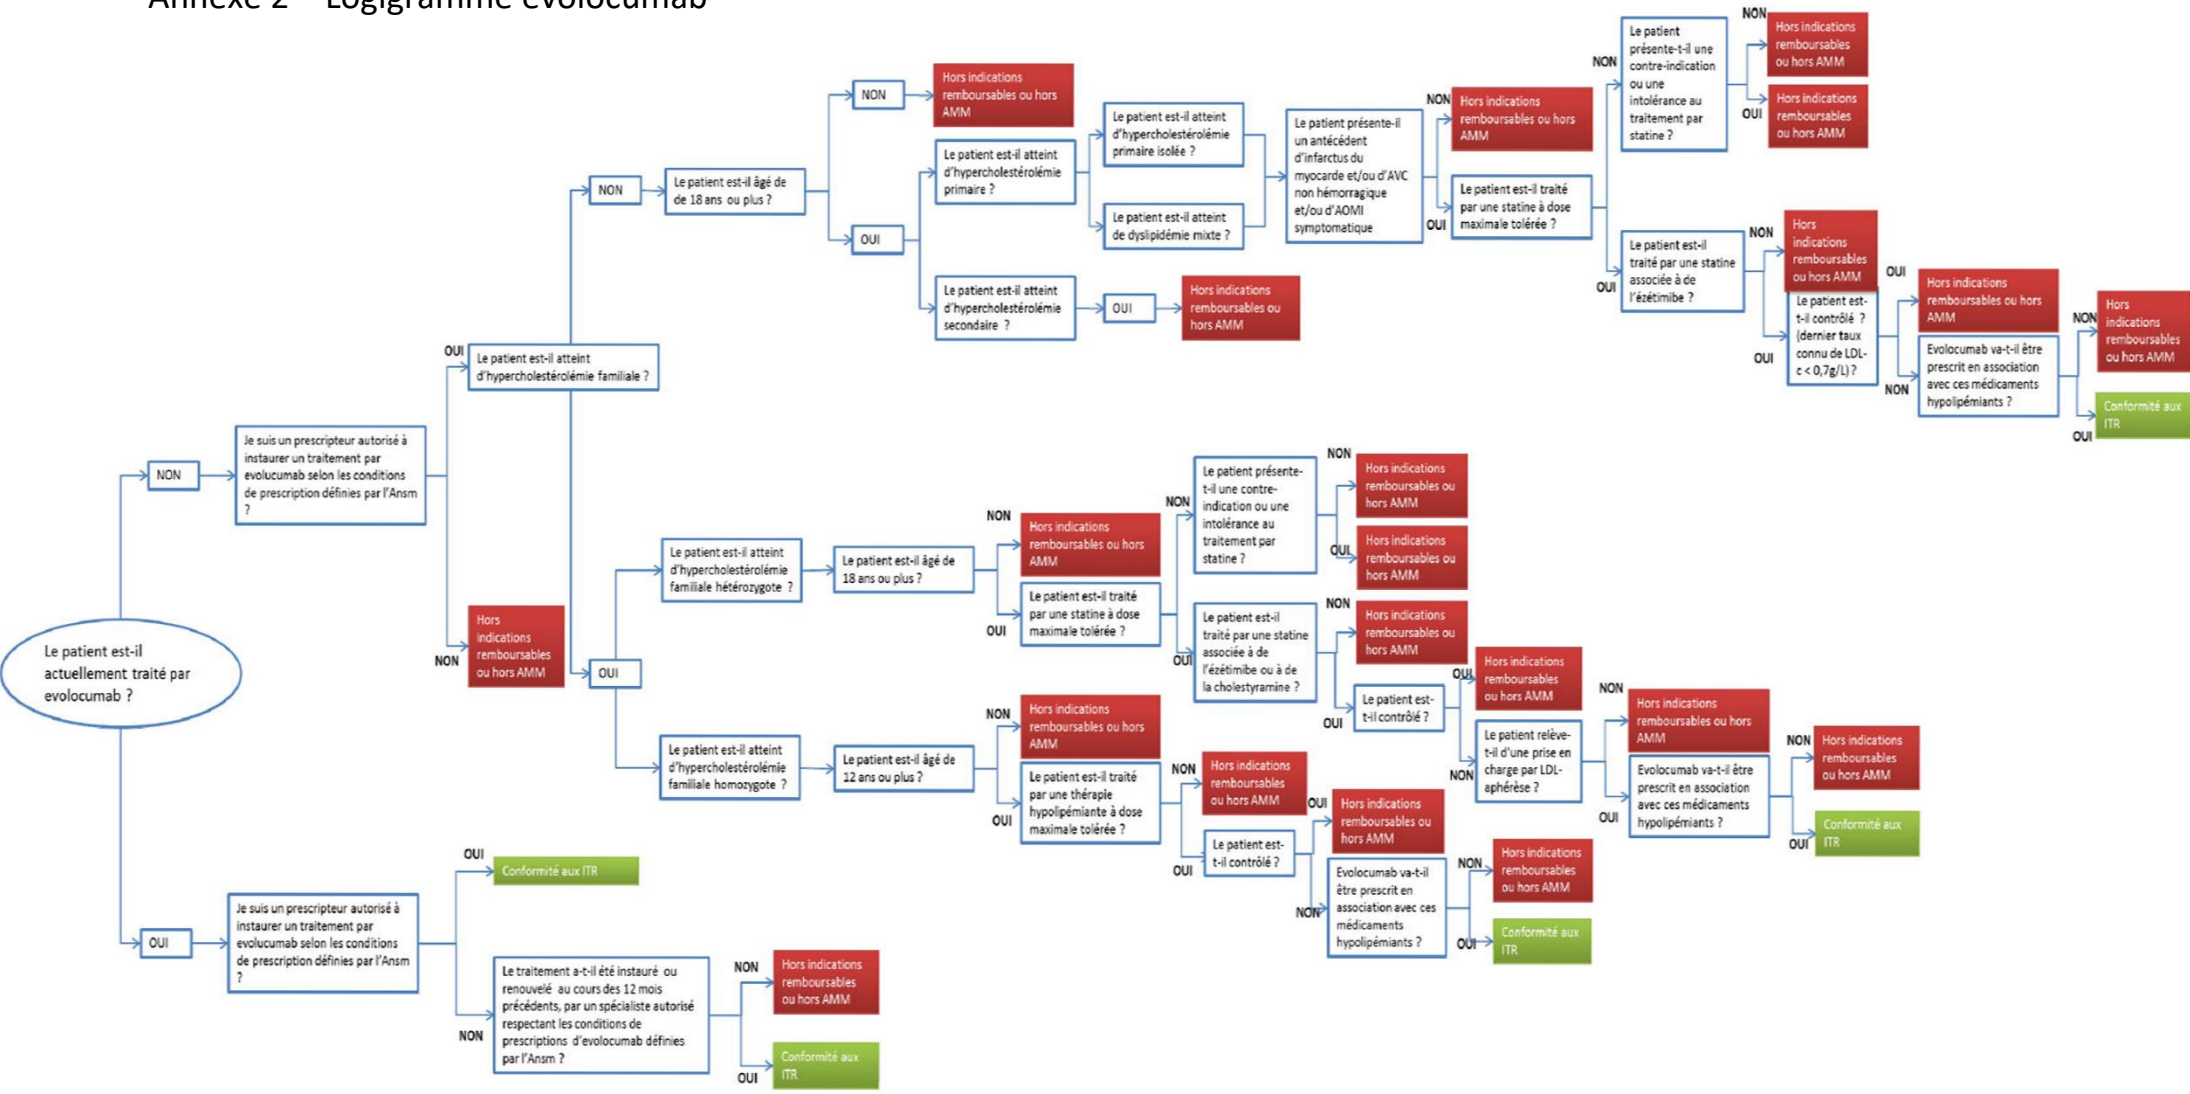 Annexe 2 – Logigramme evolocumab
Le patient est-il
actuellement traité par
evolocumab ?
NON
Je suis un prescripteur autorisé à
instaurer un traitement par
evolucumab selon les conditions
de prescription définies par l'Ansm
?
OUI
Le patient est-il atteint
d'hypercholestérolémie familiale ?
NON
Hors
indications
remboursables
ou hors AMM
NON
Le patient est-il âgé de
de 18 ans ou plus ?
NON
Hors indications
remboursables ou hors
AMM
OUI
Le patient est-il atteint
d'hypercholestérolémie
primaire ?
Le patient est-il atteint
d'hypercholestérolémie
primaire isolée ?
Le patient est-il atteint
de dyslipidémie mixte ?
Le patient est-il atteint
d'hypercholestérolémie
secondaire ?
OUI
Hors indications
remboursables ou
hors AMM
Le patient présente-il
un antécédent
d'infarctus du
myocarde et/ou d'AVC
non hémorragique
et/ou d'AOMI
symptomatique
NON
Hors indications
remboursables ou hors
AMM
OUI
Le patient est-il traité
par une statine à dose
maximale tolérée ?
NON
Le patient
présente-t-il une
contre-indication
ou une
intolérance au
traitement par
statine ?
NON
Hors indications
remboursables
ou hors AMM
OUI
Hors indications
remboursables
ou hors AMM
OUI
Le patient est-il
traité par une statine
associée à de
l'ézétimibe ?
NON
Hors
indications
remboursables
ou hors AMM
OUI
Le patient est-
t-il contrôlé ?
(dernier taux
connu de LDL-
c < 0,7g/L) ?
OUI
Hors indications
remboursables ou hors
AMM
NON
Evolocumab va-t-il être
prescrit en association
avec ces médicaments
hypolipémiants ?
NON
Hors
indications
remboursables
ou hors AMM
OUI
Conformité aux
ITR
OUI
Le patient est-il atteint
d'hypercholestérolémie
familiale hétérozygote ?
Le patient est-il âgé de
18 ans ou plus ?
NON
Hors indications
remboursables ou hors
AMM
OUI
Le patient est-il traité
par une statine à dose
maximale tolérée ?
NON
Le patient présente-
t-il une contre-
indication ou une
intolérance au
traitement par
statine ?
NON
Hors indications
remboursables ou
hors AMM
OUI
Hors indications
remboursables ou
hors AMM
OUI
Le patient est-il
traité par une statine
associée à de
l'ézétimibe ou à de
la cholestyramine ?
NON
Hors indications
remboursables ou
hors AMM
OUI
Le patient est-
t-il contrôlé ?
OUI
Hors indications
remboursables
ou hors AMM
NON
Le patient relève-
t-il d'une prise en
charge par LDL-
aphérèse ?
NON
Hors indications
remboursables ou hors
AMM
OUI
Evolocumab va-t-il être
prescrit en association
avec ces médicaments
hypolipémiants ?
NON
Hors indications
remboursables
ou hors AMM
OUI
Conformité aux
ITR
Le patient est-il atteint
d'hypercholestérolémie
familiale homozygote ?
Le patient est-il âgé de
12 ans ou plus ?
NON
Hors indications
remboursables ou hors
AMM
OUI
Le patient est-il traité
par une thérapie
hypolipémiante à dose
maximale tolérée ?
NON
Hors indications
remboursables
ou hors AMM
OUI
Le patient est-
t-il contrôlé ?
OUI
Hors indications
remboursables ou
hors AMM
NON
Evolocumab va-t-il
être prescrit en
association avec ces
médicaments
hypolipémiants ?
NON
Hors indications
remboursables
ou hors AMM
OUI
Conformité aux
ITR
OUI
Je suis un prescripteur autorisé à
instaurer un traitement par
evolucumab selon les conditions
de prescription définies par l'Ansm
?
OUI
Conformité aux ITR
NON
Le traitement a-t-il été instauré ou
renouvelé au cours des 12 mois
précédents, par un spécialiste autorisé
respectant les conditions de
prescriptions d'evolocumab définies
par l'Ansm ?
NON
Hors indications
remboursables
ou hors AMM
OUI
Conformité aux
ITR